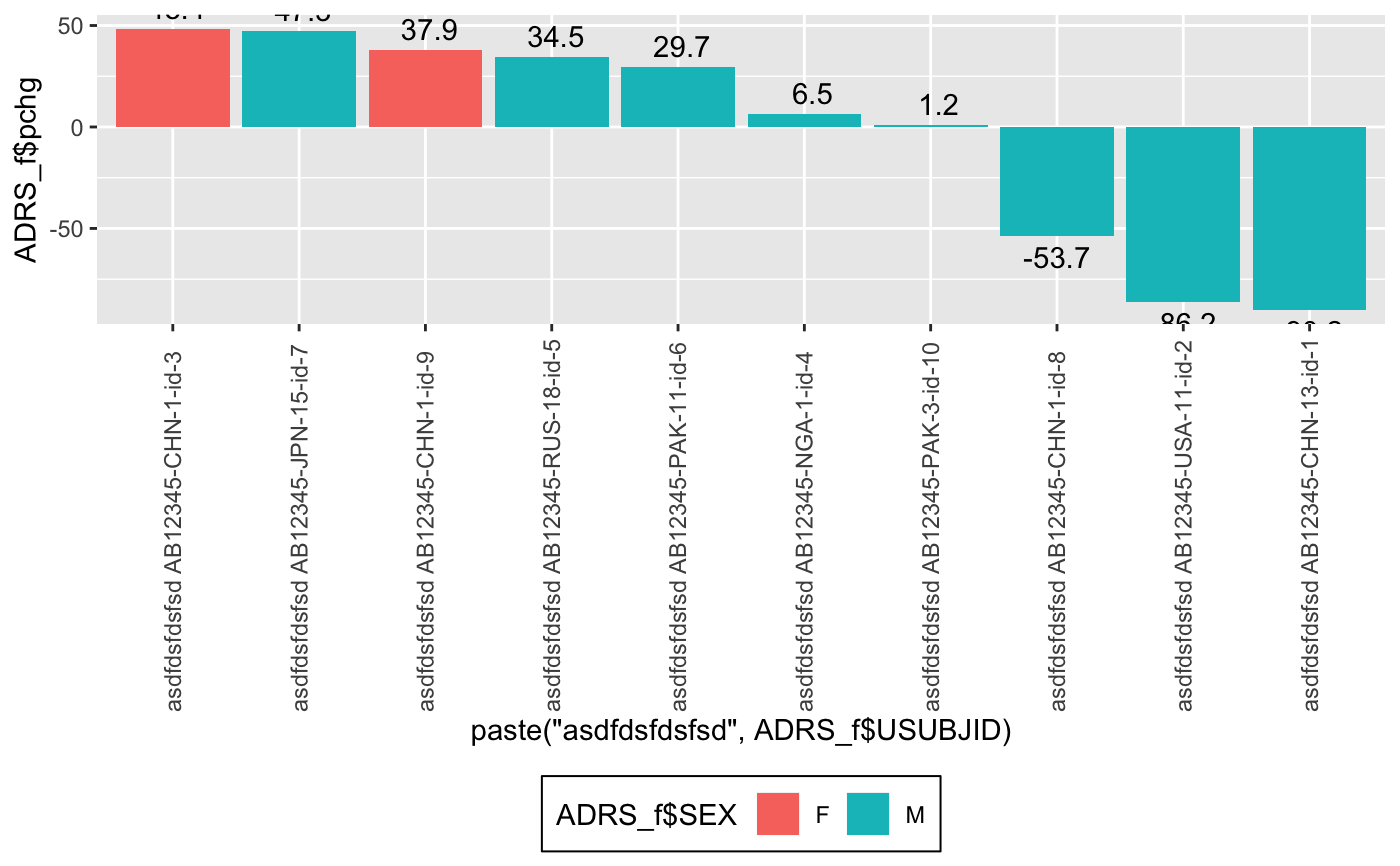 50
0
-50
ADRS_f$pchg
37.9
34.5
29.7
6.5
1.2
-53.7
asdfdsfdsfsd AB12345-CHN-1-id-3
asdfdsfdsfsd AB12345-JPN-15-id-7
asdfdsfdsfsd AB12345-CHN-1-id-9
asdfdsfdsfsd AB12345-RUS-18-id-5
asdfdsfdsfsd AB12345-PAK-11-id-6
asdfdsfdsfsd AB12345-NGA-1-id-4
asdfdsfdsfsd AB12345-PAK-3-id-10
asdfdsfdsfsd AB12345-CHN-1-id-8
asdfdsfdsfsd AB12345-USA-11-id-2
asdfdsfdsfsd AB12345-CHN-13-id-1
paste("asdfdsfdsfsd", ADRS_f$USUBJID)
ADRS_f$SEX F M